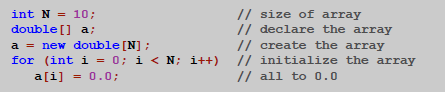 int N = 10;                    // size of array
double[] a;                    // declare the array
a = new double[N];             // create the array
for (int i = 0; i < N; i++)    // initialize the array
   a[i] = 0.0;                 // all to 0.0